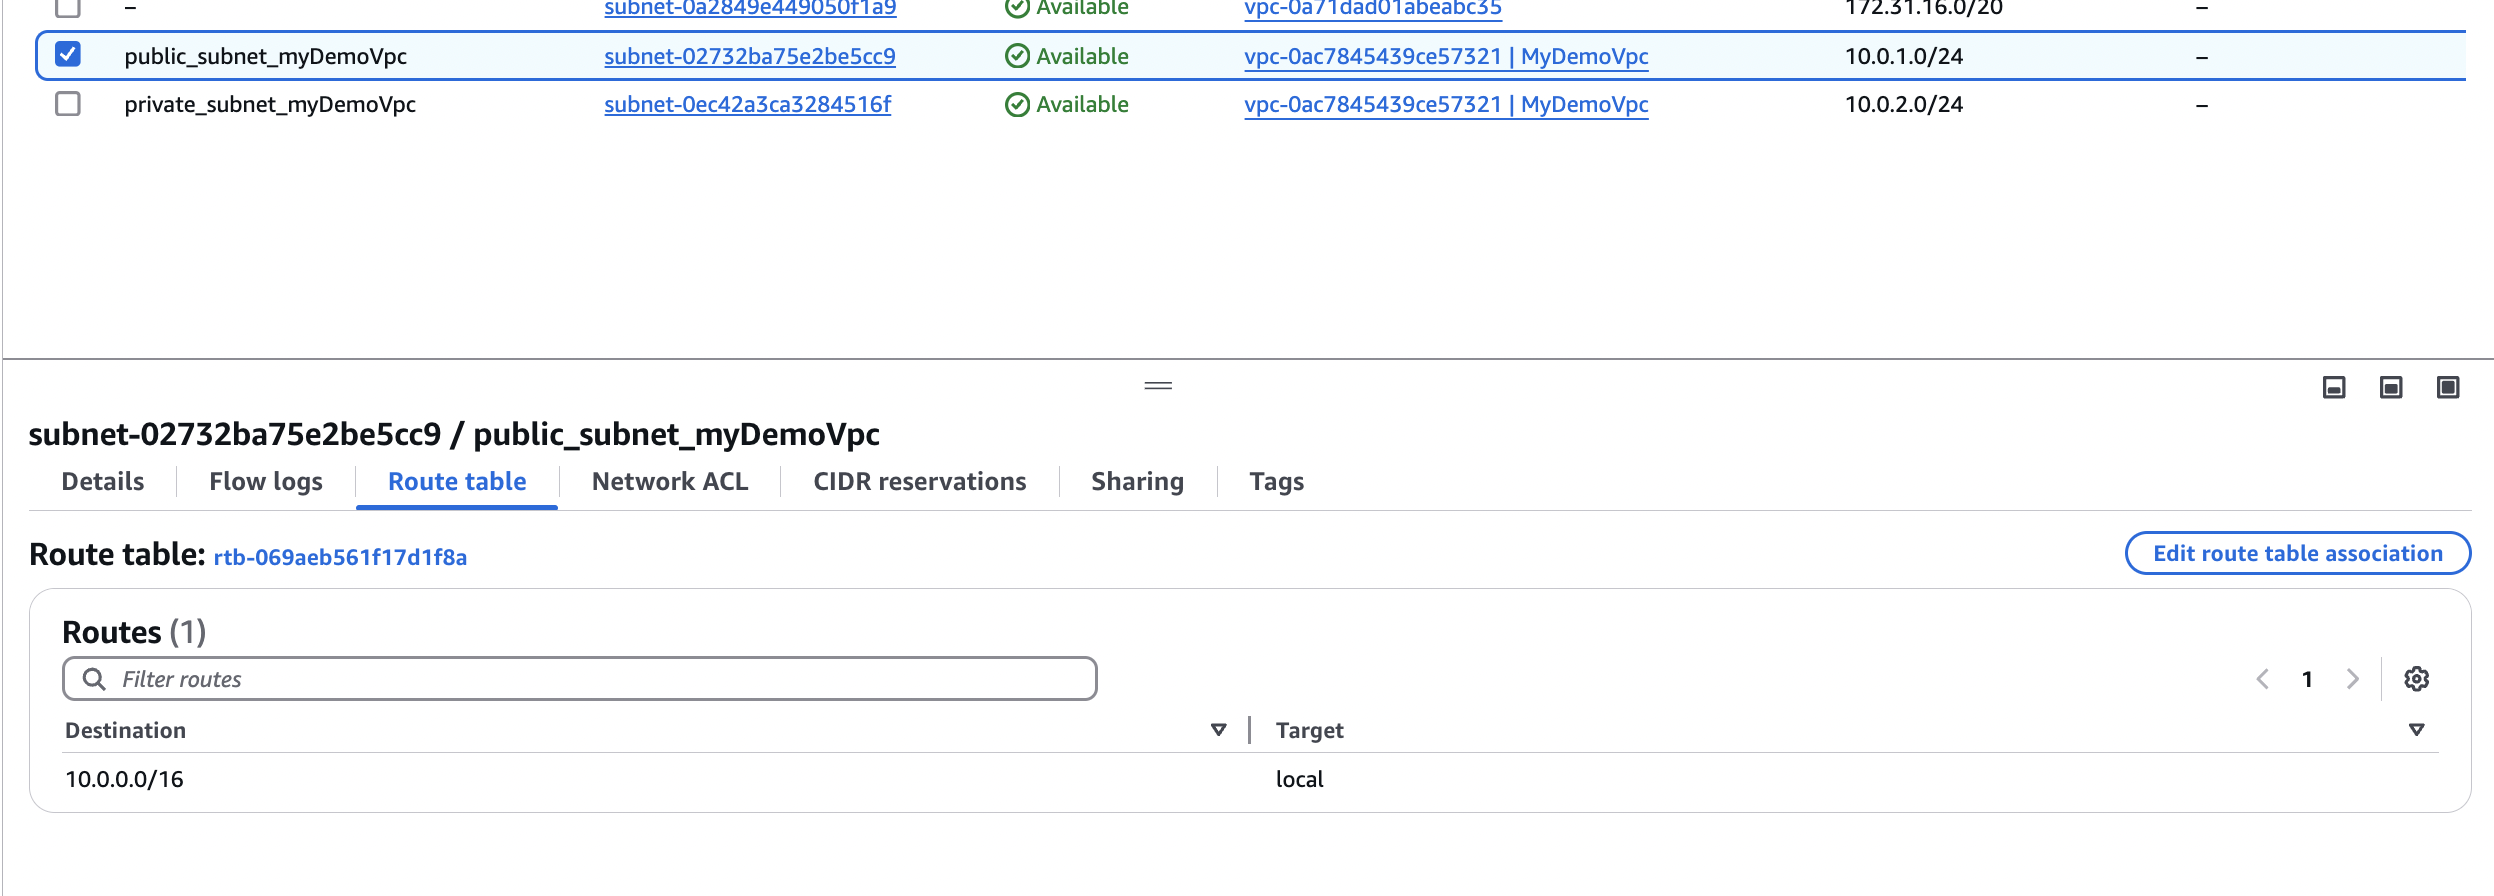 – subnet-0a2849e449050f1a9 Available vpc-0a71dad01abeabc35 172.31.16.0/20 –
public_subnet_myDemoVpc subnet-02732ba75e2be5cc9 Available vpc-0ac7845439ce57321 | MyDemoVpc 10.0.1.0/24 –
private_subnet_myDemoVpc subnet-0ec42a3ca3284516f Available vpc-0ac7845439ce57321 | MyDemoVpc 10.0.2.0/24 –
subnet-02732ba75e2be5cc9 / public_subnet_myDemoVpc
Details Flow logs Route table Network ACL CIDR reservations Sharing Tags
Route table: rtb-069aeb561f17d1f8a Edit route table association
Routes (1)
Filter routes 1
Destination Target
10.0.0.0/16 local